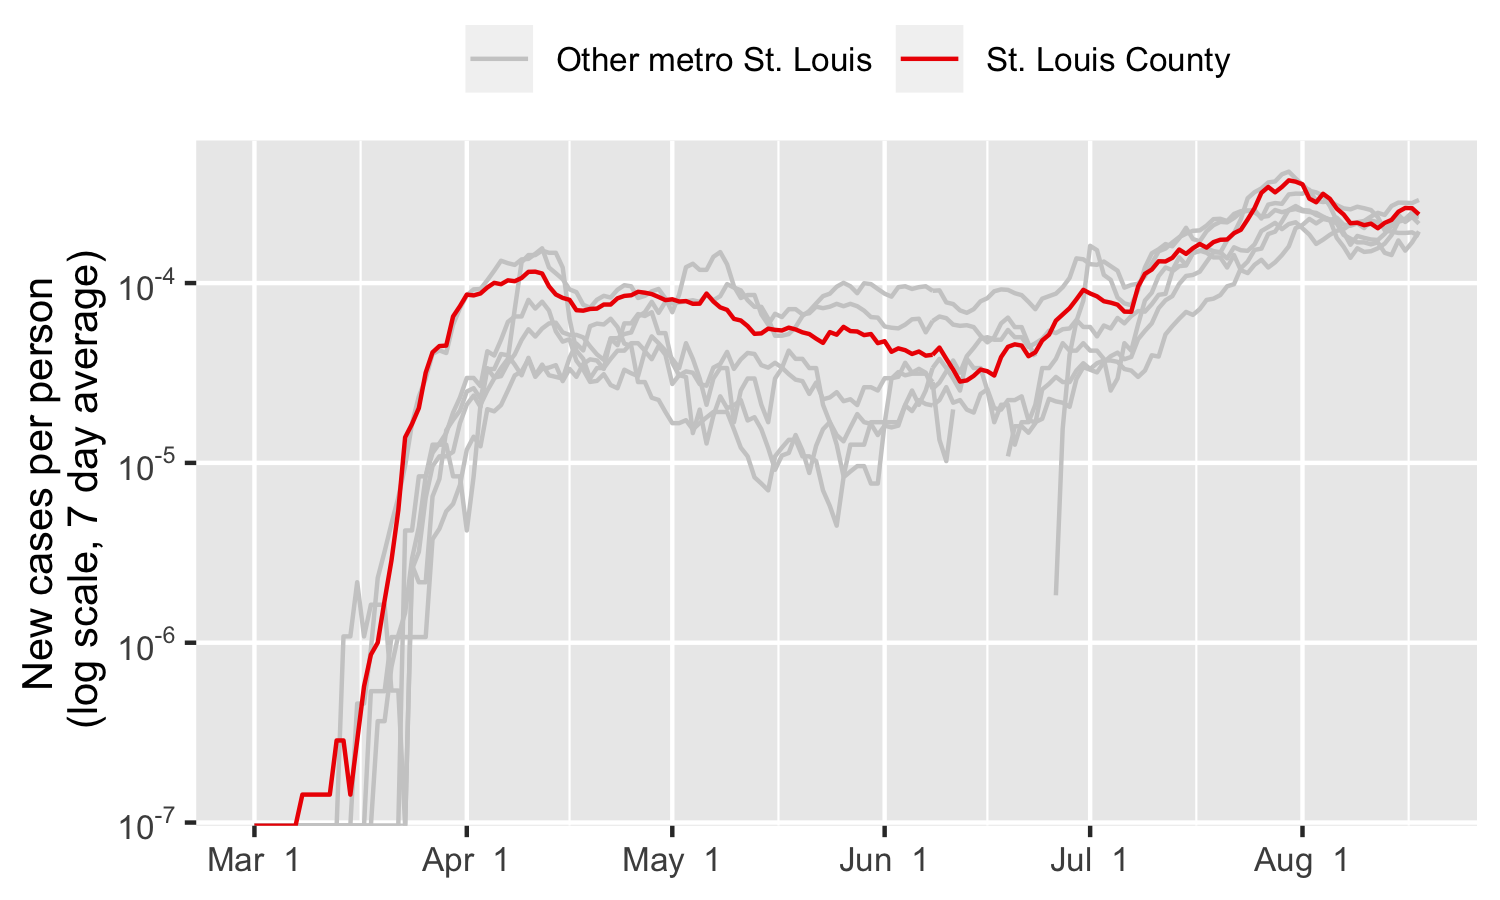 Other metro St. Louis St. Louis County
New cases per person
(log scale, 7 day average)
10⁻⁴
10⁻⁵
10⁻⁶
10⁻⁷
Mar 1 Apr 1 May 1 Jun 1 Jul 1 Aug 1